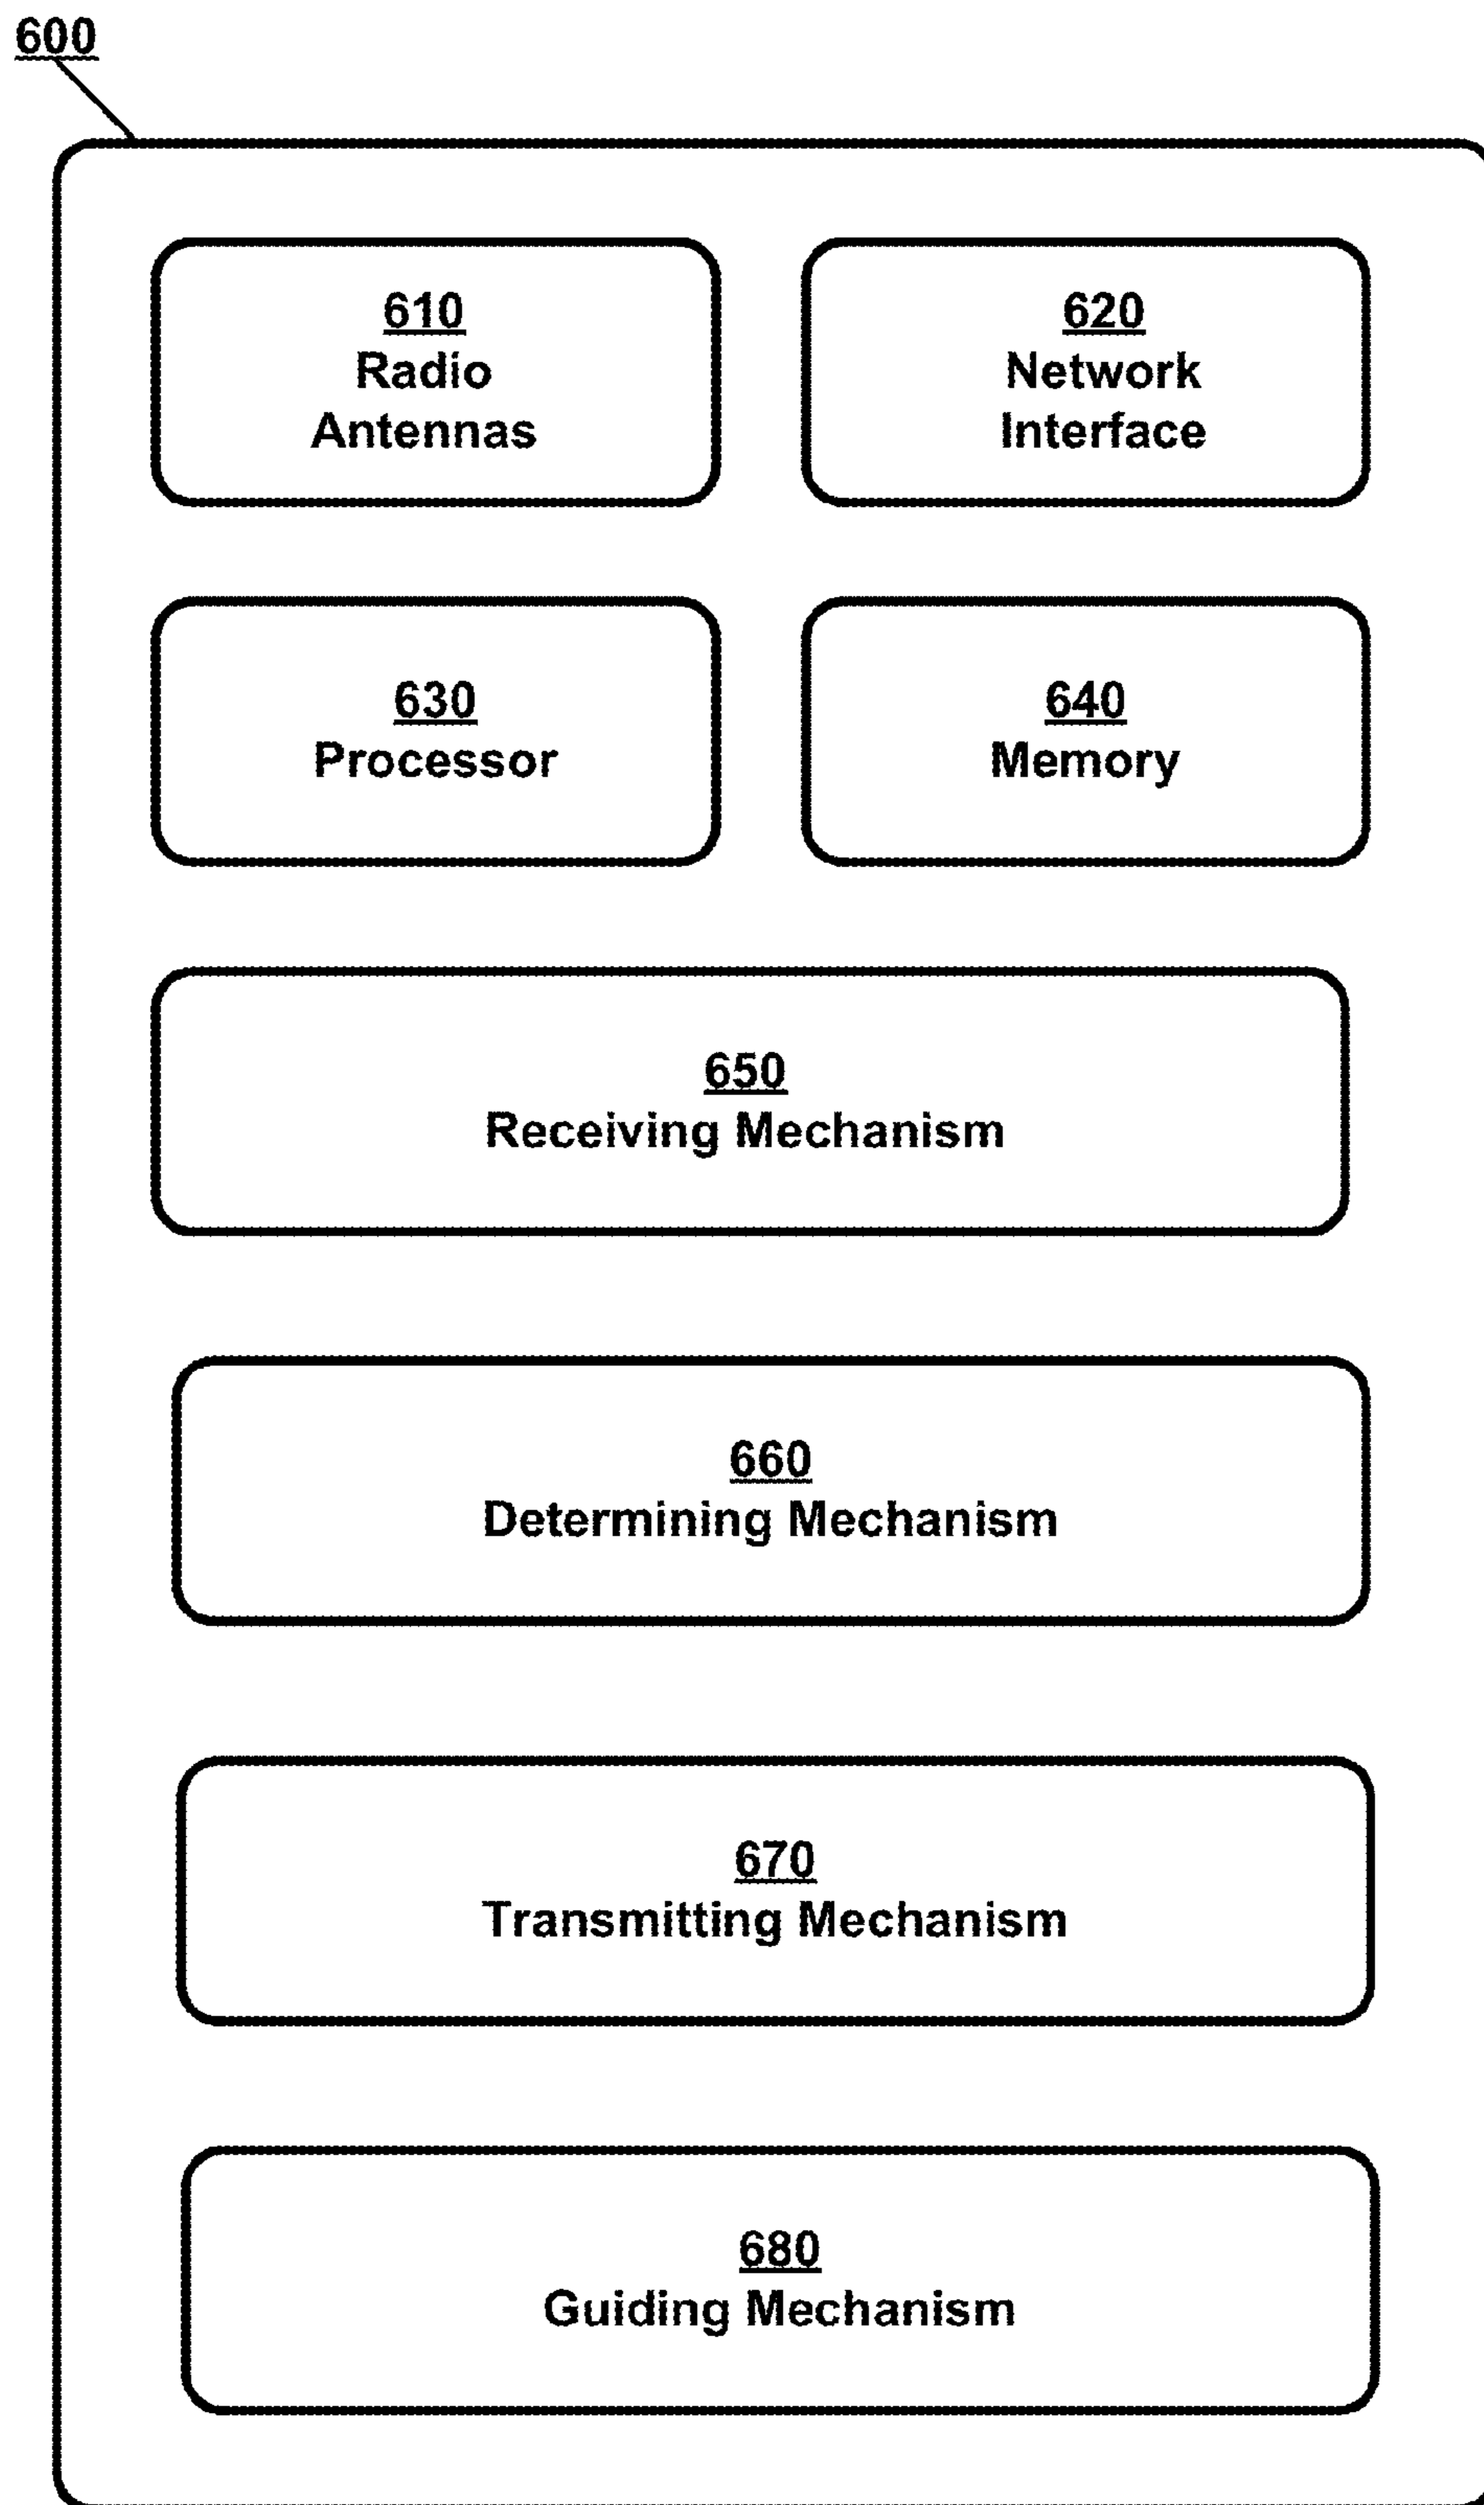 600
610
Radio
Antennas
620
Network
Interface
630
Processor
640
Memory
650
Receiving Mechanism
660
Determining Mechanism
670
Transmitting Mechanism
680
Guiding Mechanism